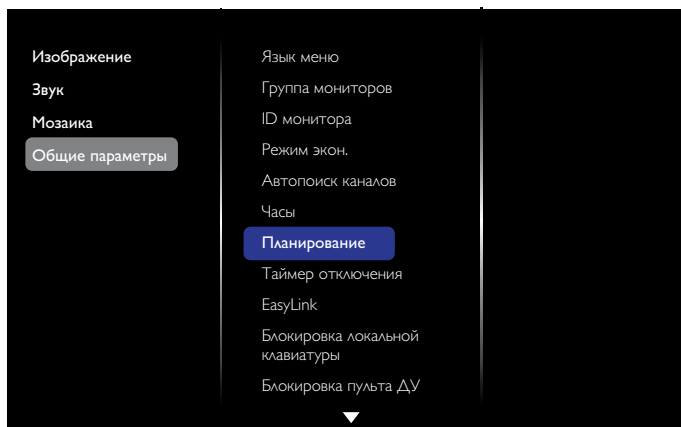 Изображение
Звук
Мозаика
Общие параметры
Язык меню
Группа мониторов
ID монитора
Режим экон.
Автопоиск каналов
Часы
Планирование
Таймер отключения
EasyLink
Блокировка локальной
клавиатуры
Блокировка пульта ДУ